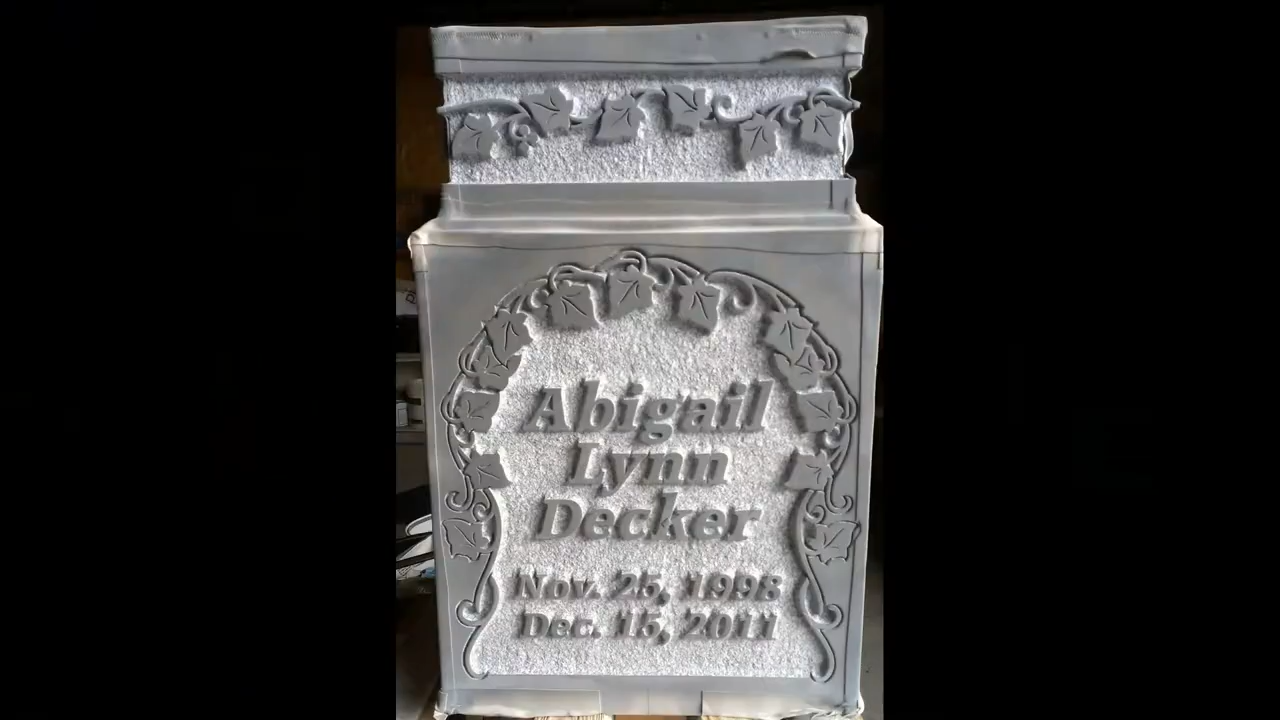 Abigail
Lynn
Decker
Nov. 25, 1998
Dec. 15, 2011